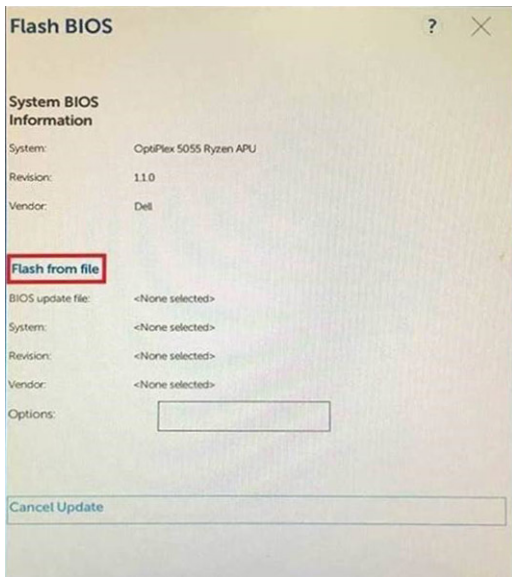 Flash BIOS ?
System BIOS
Information
System: OptiPlex 5055 Ryzen APU
Revision: 1.1.0
Vendor: Dell
Flash from file
BIOS update file: <None selected>
System: <None selected>
Revision: <None selected>
Vendor: <None selected>
Options:
Cancel Update